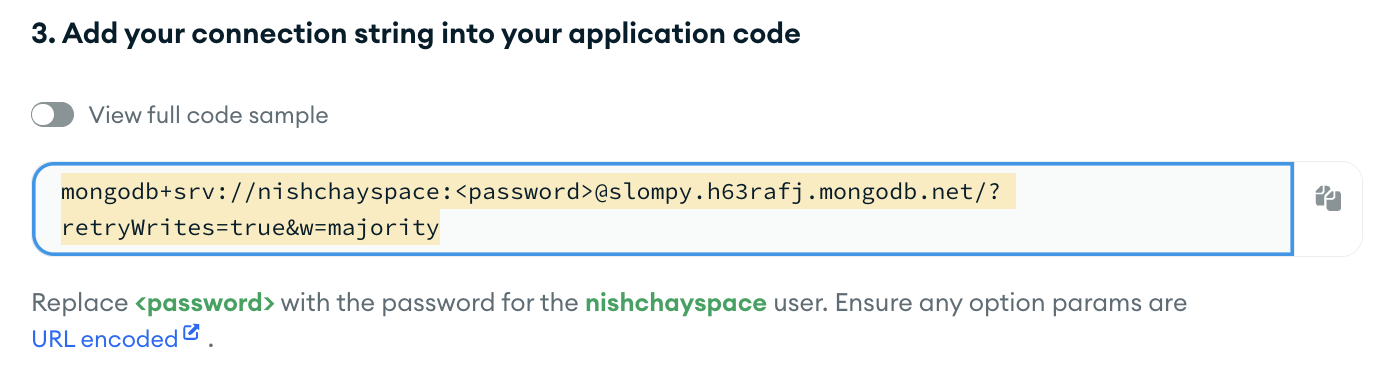 3. Add your connection string into your application code
View full code sample
mongodb+srv://nishchayspace:<password>@slompy.h63rafj.mongodb.net/?
retryWrites=true&w=majority
Replace <password> with the password for the nishchayspace user. Ensure any option params are
URL encoded .